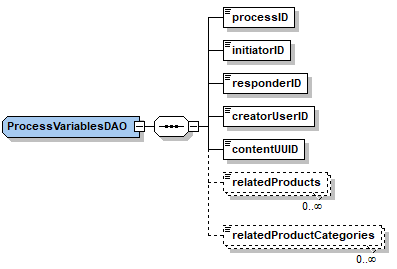 processID
initiatorID
responderID
ProcessVariablesDAO
creatorUserID
contentUUID
relatedProducts
0..∞
relatedProductCategories
0..∞